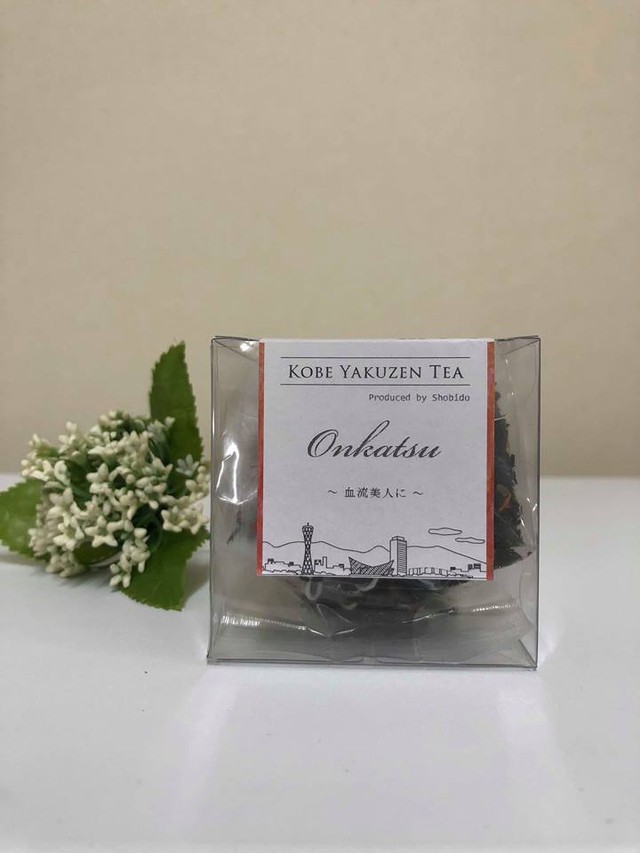 KOBE YAKUZEN TEA
Produced by Shobido
Onkatsu
～ 血流美人に ～